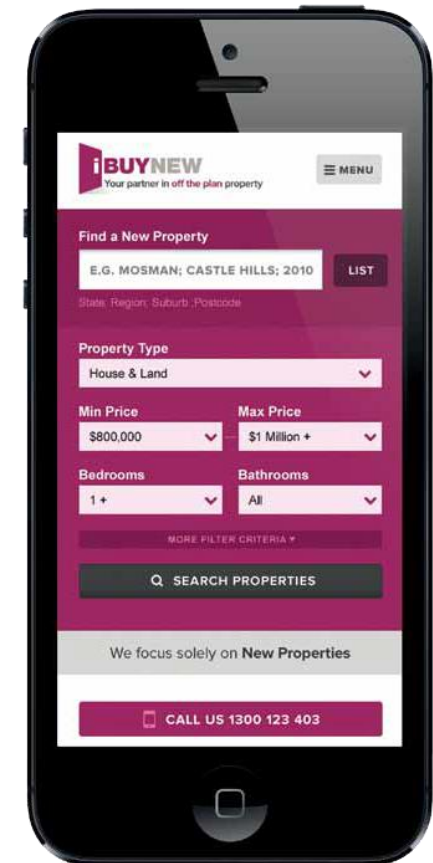 iBUYNEW
Your partner in off the plan property
MENU
Find a New Property
E.G. MOSMAN; CASTLE HILLS; 2010
LIST
State; Region; Suburb ;Postcode
Property Type
House & Land
Min Price Max Price
$800,000 $1 Million +
Bedrooms Bathrooms
1 + All
MORE FILTER CRITERIA
SEARCH PROPERTIES
We focus solely on New Properties
CALL US 1300 123 403